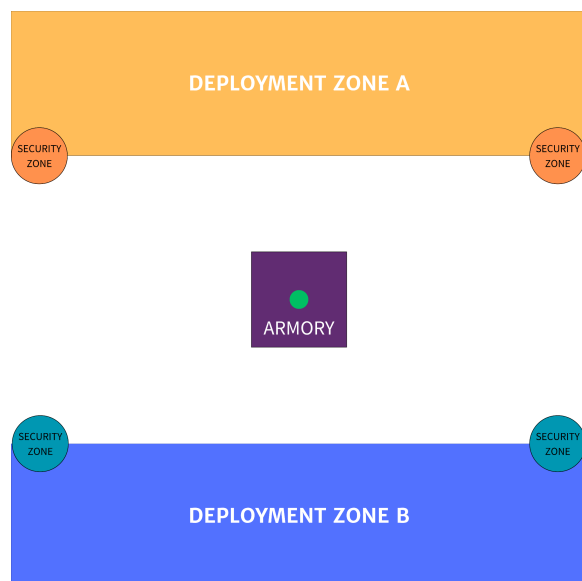 DEPLOYMENT ZONE A
SECURITY
ZONE
SECURITY
ZONE
ARMORY
SECURITY
ZONE
SECURITY
ZONE
DEPLOYMENT ZONE B